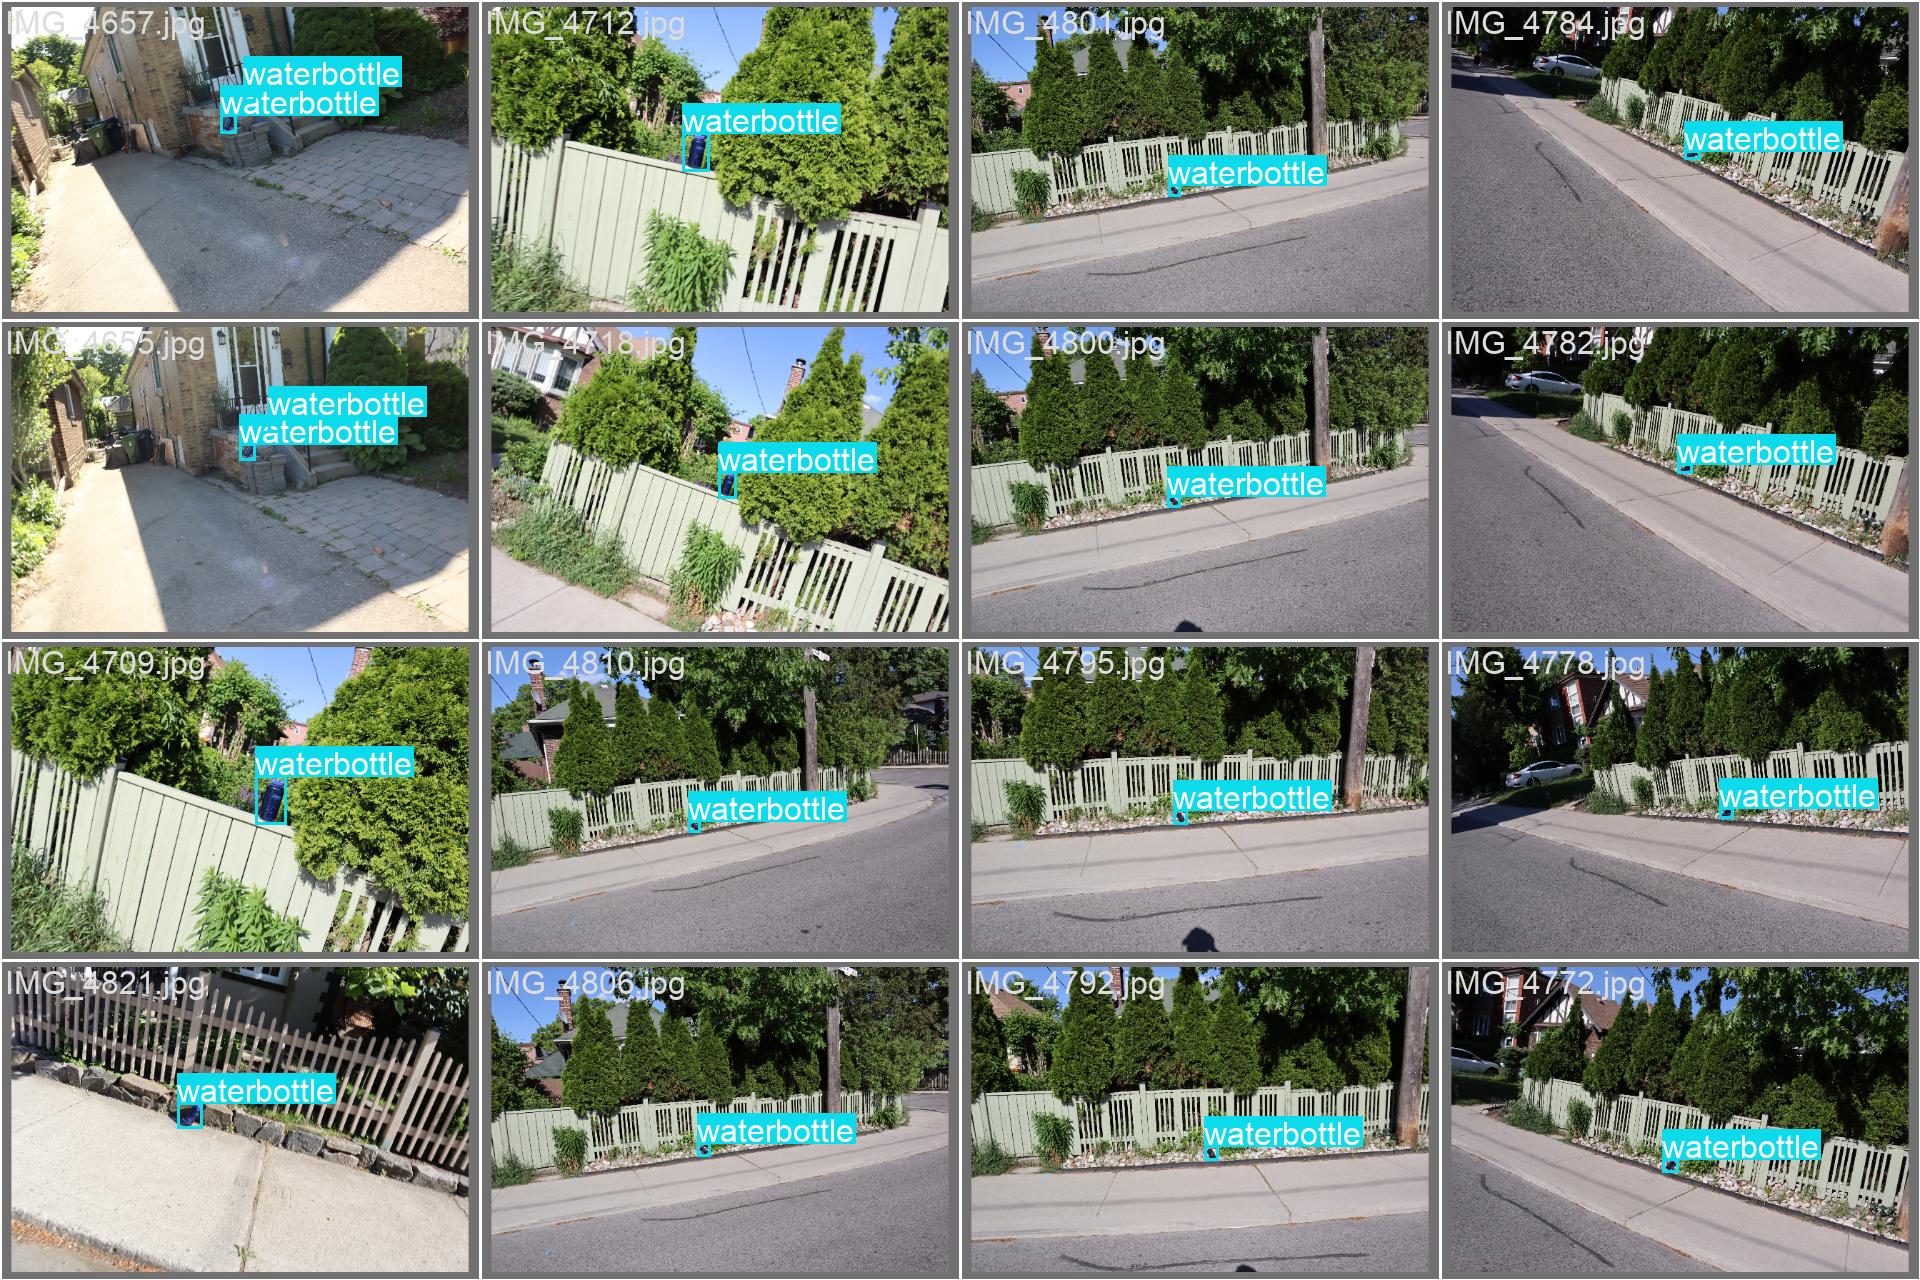 IMG_4657.jpg
waterbottle
waterbottle
IMG_4712.jpg
waterbottle
IMG_4801.jpg
waterbottle
IMG_4784.jpg
waterbottle
IMG_4655.jpg
waterbottle
waterbottle
IMG_4718.jpg
waterbottle
IMG_4800.jpg
waterbottle
IMG_4782.jpg
waterbottle
IMG_4709.jpg
waterbottle
IMG_4810.jpg
waterbottle
IMG_4795.jpg
waterbottle
IMG_4778.jpg
waterbottle
IMG_4821.jpg
waterbottle
IMG_4806.jpg
waterbottle
IMG_4792.jpg
waterbottle
IMG_4772.jpg
waterbottle